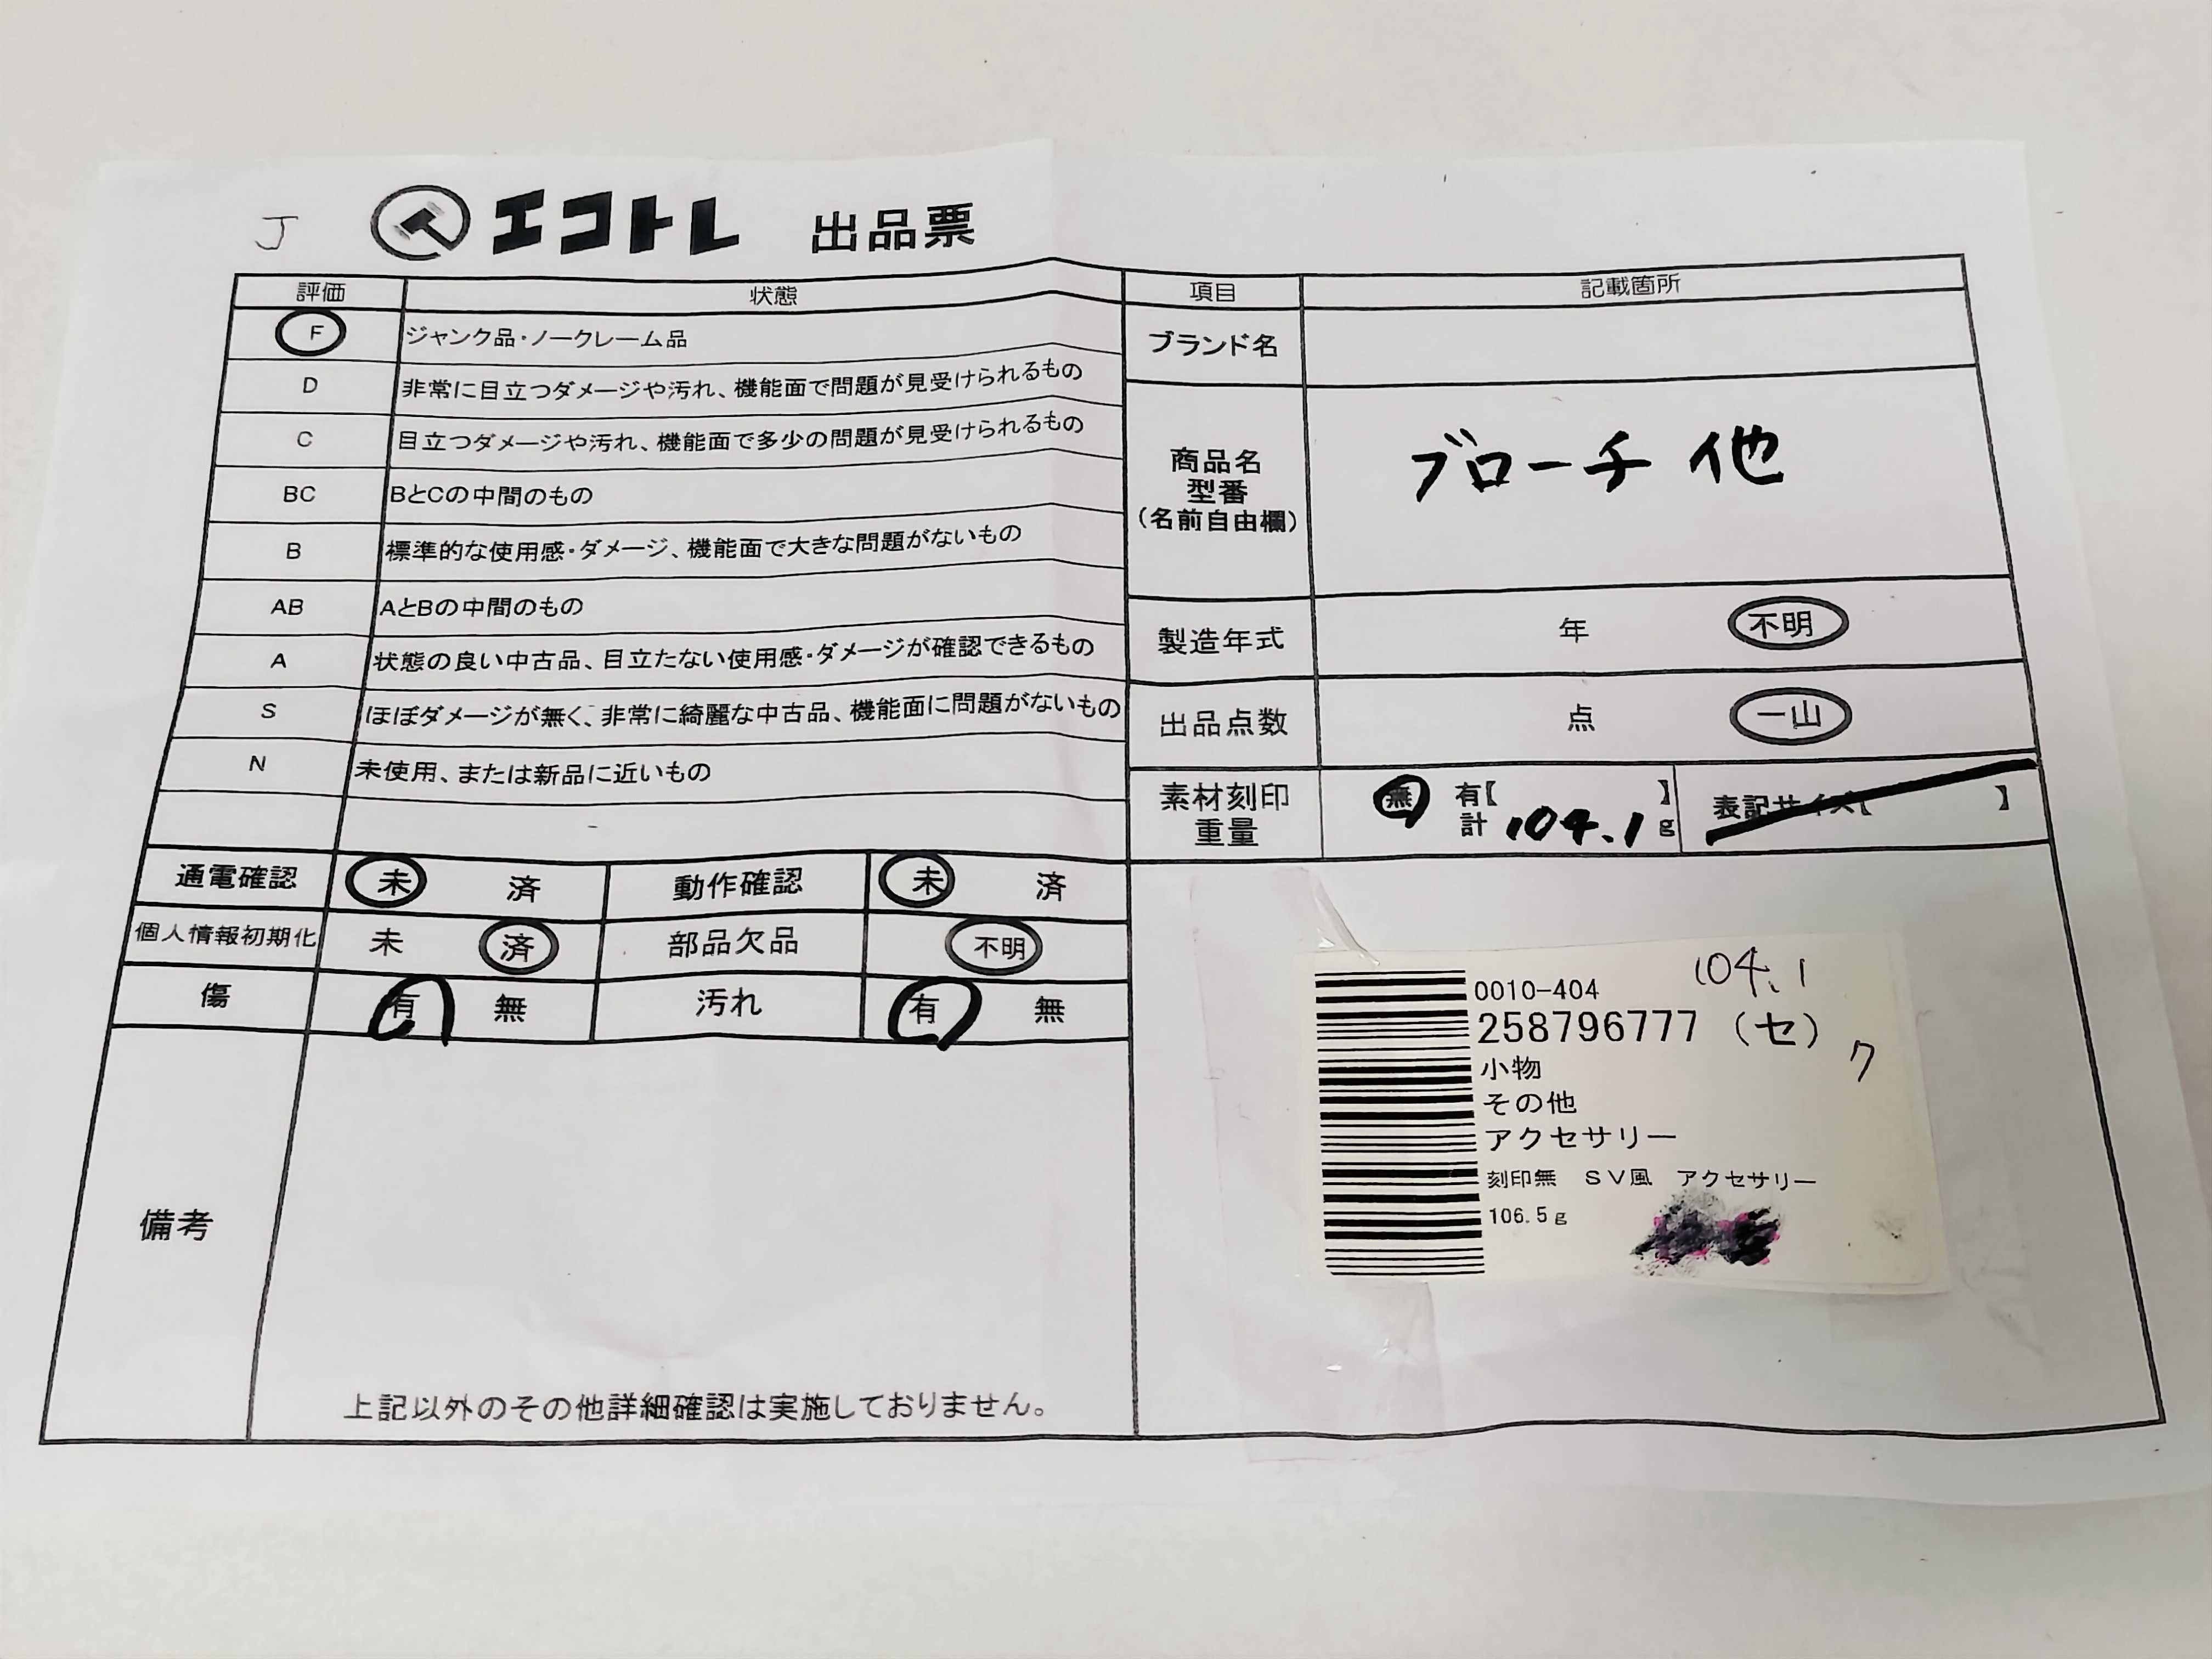 J エコトレ 出品票
評価 状態
F ジャンク品・ノークレーム品
D 非常に目立つダメージや汚れ、機能面で問題が見受けられるもの
C 目立つダメージや汚れ、機能面で多少の問題が見受けられるもの
BC BとCの中間のもの
B 標準的な使用感・ダメージ、機能面で大きな問題がないもの
AB AとBの中間のもの
A 状態の良い中古品、目立たない使用感・ダメージが確認できるもの
S ほぼダメージが無く、非常に綺麗な中古品、機能面に問題がないもの
N 未使用、または新品に近いもの
通電確認 未 済 動作確認 未 済
個人情報初期化 未 済 部品欠品 不明
傷 有 無 汚れ 有 無
備考
上記以外のその他詳細確認は実施しておりません。
項目 記載箇所
ブランド名
商品名
型番
(名前自由欄)
ブローチ 他
製造年式 年 不明
出品点数 点 一山
素材刻印
重量
無 有【 】
計 104.1 g
表記サイズ【 】
104.1
0010-404
258796777 (セ)
ク
小物
その他
アクセサリー
刻印無 SV風 アクセサリー
106.5g